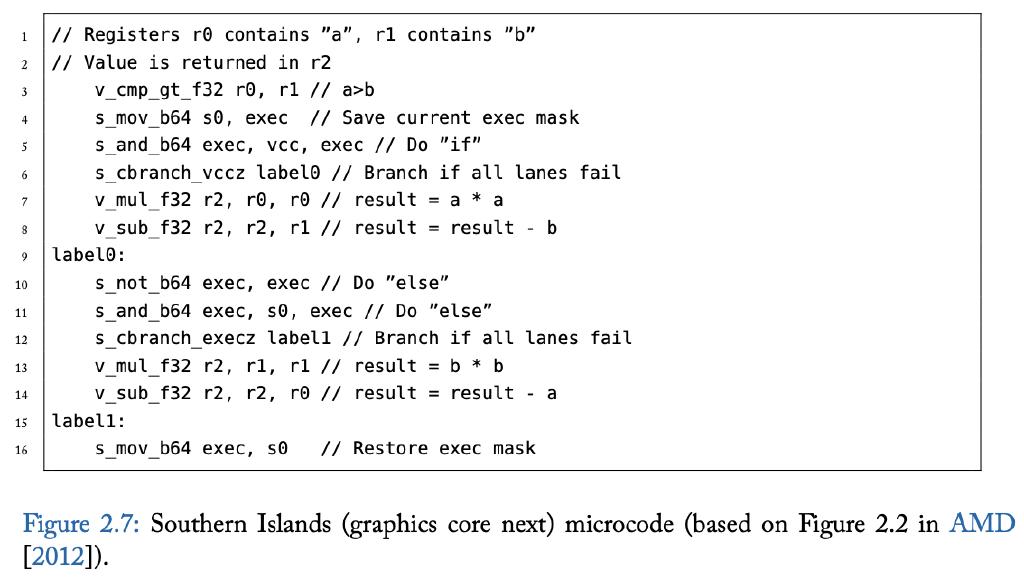 1 // Registers r0 contains ”a”, r1 contains ”b”
2 // Value is returned in r2
3 v_cmp_gt_f32 r0, r1 // a>b
4 s_mov_b64 s0, exec // Save current exec mask
5 s_and_b64 exec, vcc, exec // Do ”if”
6 s_cbranch_vccz label0 // Branch if all lanes fail
7 v_mul_f32 r2, r0, r0 // result = a * a
8 v_sub_f32 r2, r2, r1 // result = result - b
9 label0:
10 s_not_b64 exec, exec // Do ”else”
11 s_and_b64 exec, s0, exec // Do ”else”
12 s_cbranch_execz label1 // Branch if all lanes fail
13 v_mul_f32 r2, r1, r1 // result = b * b
14 v_sub_f32 r2, r2, r0 // result = result - a
15 label1:
16 s_mov_b64 exec, s0 // Restore exec mask
Figure 2.7: Southern Islands (graphics core next) microcode (based on Figure 2.2 in AMD
[2012]).